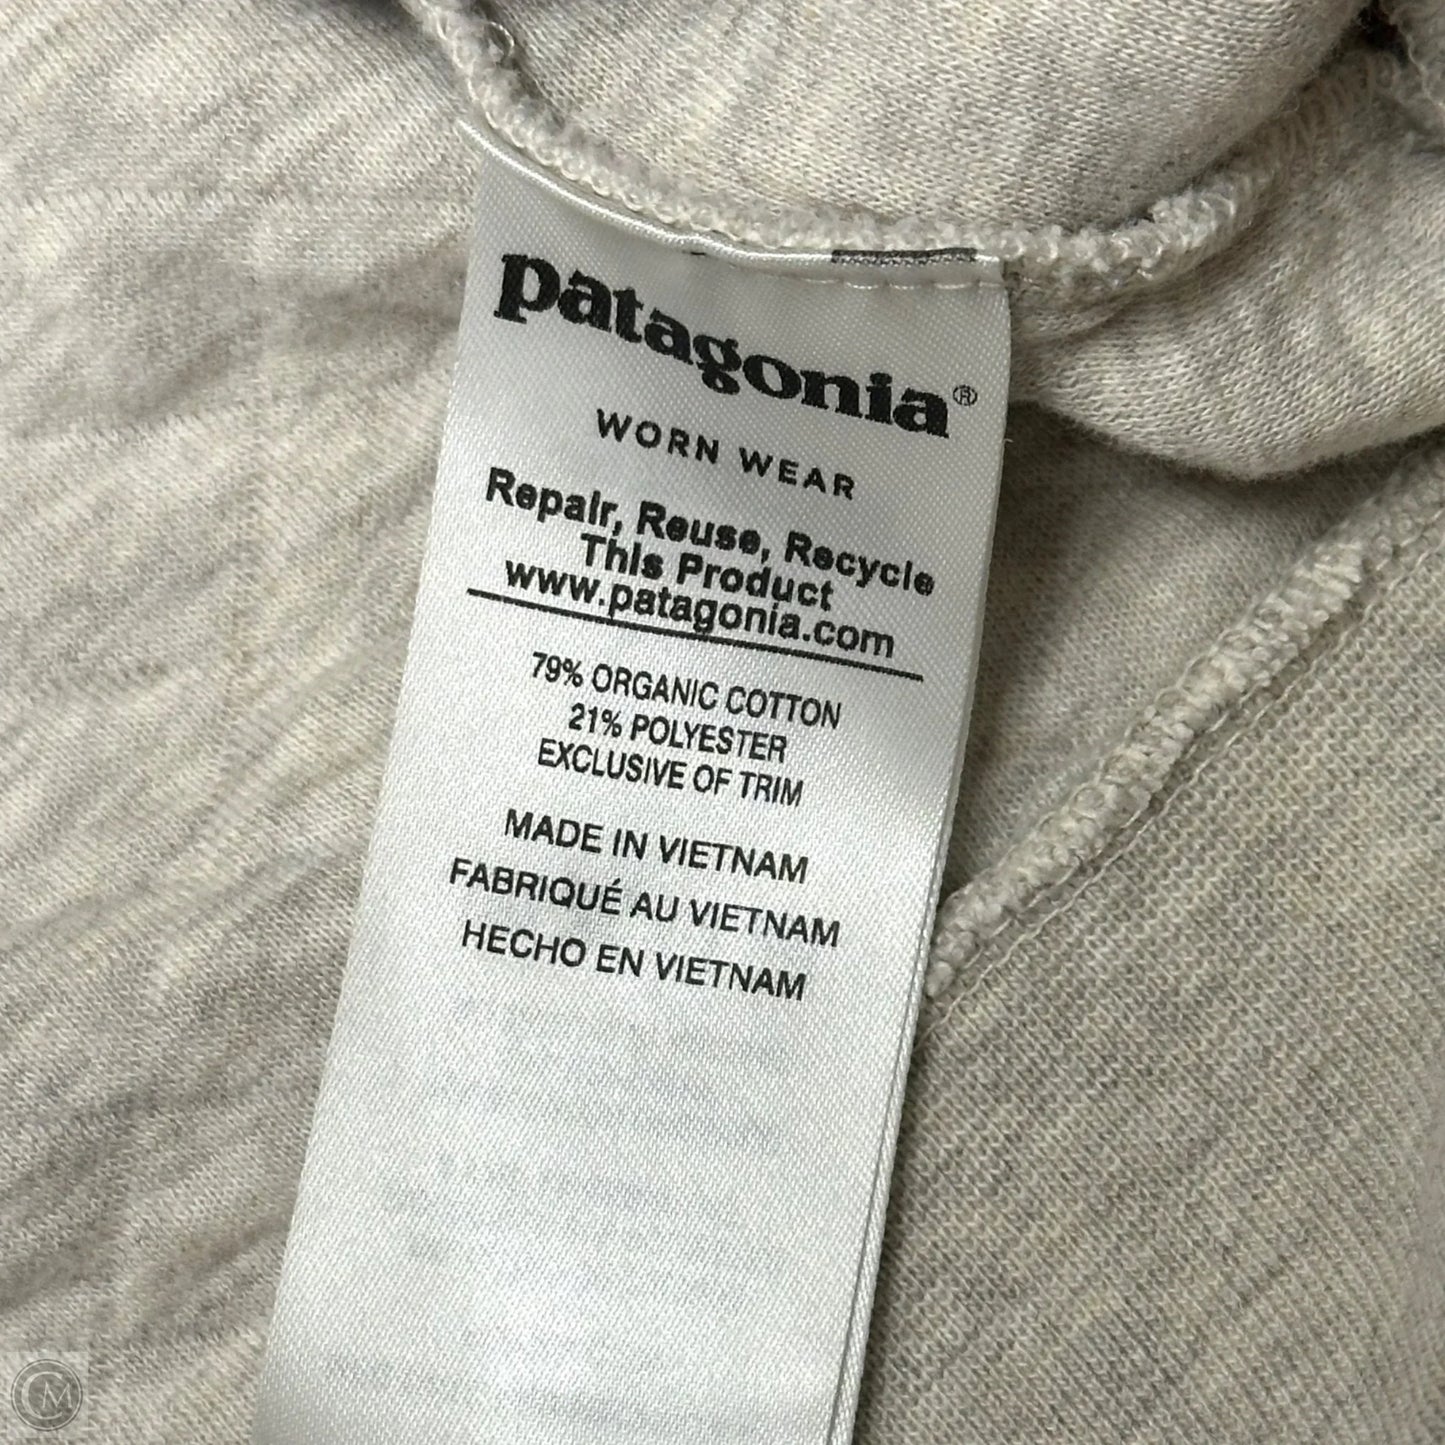 patagonia®
WORN WEAR
Repair, Reuse, Recycle
This Product
www.patagonia.com
79% ORGANIC COTTON
21% POLYESTER
EXCLUSIVE OF TRIM
MADE IN VIETNAM
FABRIQUÉ AU VIETNAM
HECHO EN VIETNAM
CM